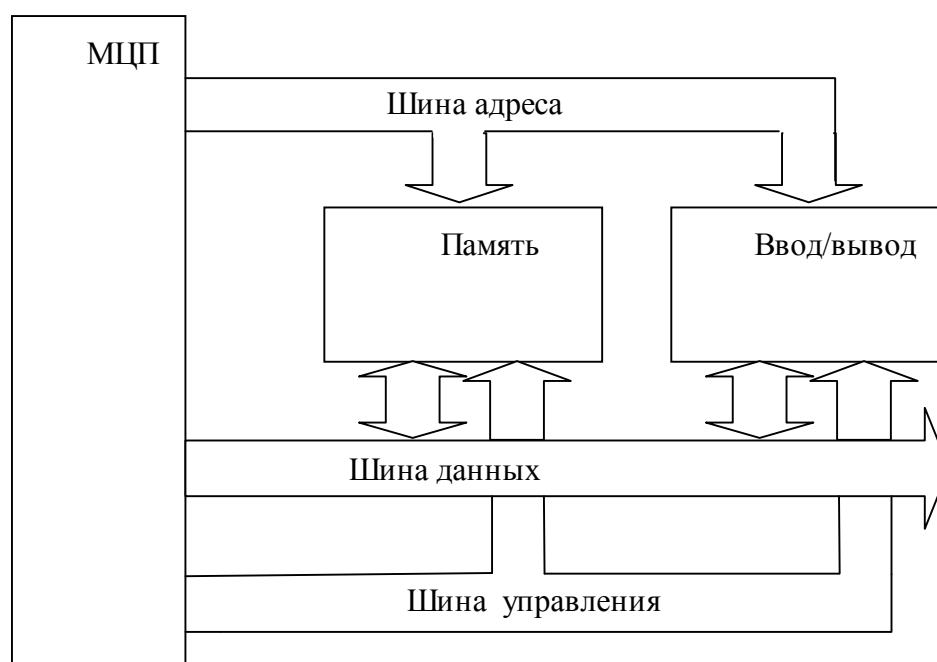 МЦП
Шина адреса
Память
Ввод/вывод
Шина данных
Шина управления